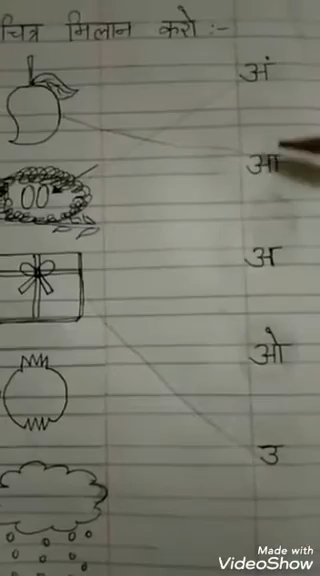 चित्र मिलान करो :-
अं
आ
अ
ओ
उ
Made with
VideoShow